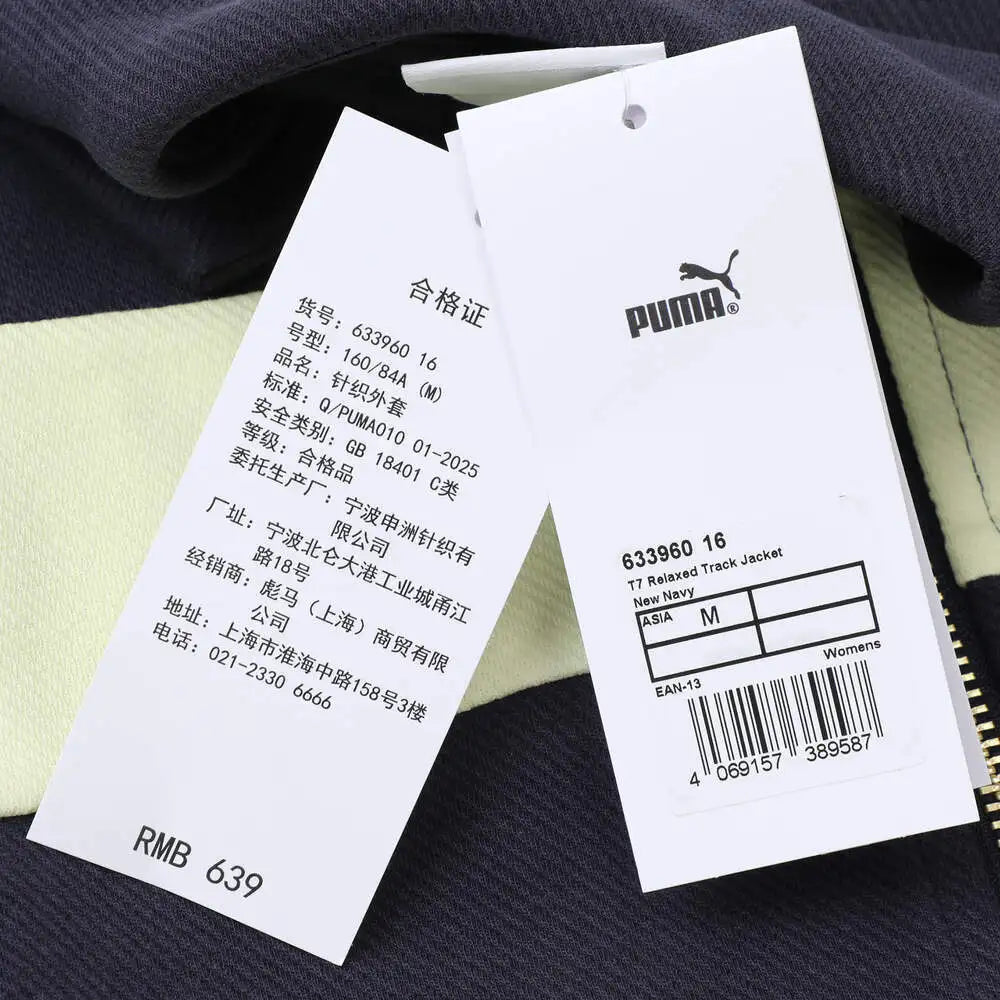 合格证
货号：633960 16
号型：160/84A (M)
品名：针织外套
标准：Q/PUMA010 01-2025
安全类别：GB 18401 C类
等级：合格品
委托生产厂：宁波申洲针织有
限公司
厂址：宁波北仑大港工业城甬江
路18号
经销商：彪马（上海）商贸有限
公司
地址：上海市淮海中路158号3楼
电话：021-2330 6666
RMB 639
PUMA®
633960 16
T7 Relaxed Track Jacket
New Navy
ASIA M
Womens
EAN-13
4 069157 389587